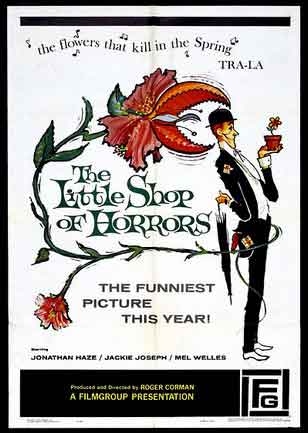 the flowers that kill in the Spring
TRA-LA
The
Little Shop
of Horrors
THE FUNNIEST
PICTURE
THIS YEAR!
Starring
JONATHAN HAZE / JACKIE JOSEPH / MEL WELLES
Produced and Directed by ROGER CORMAN
A FILMGROUP PRESENTATION
FG